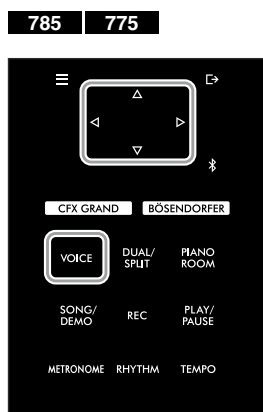 785 775
CFX GRAND BÖSENDORFER
VOICE DUAL/ PIANO
SPLIT ROOM
SONG/ REC PLAY/
DEMO PAUSE
METRONOME RHYTHM TEMPO